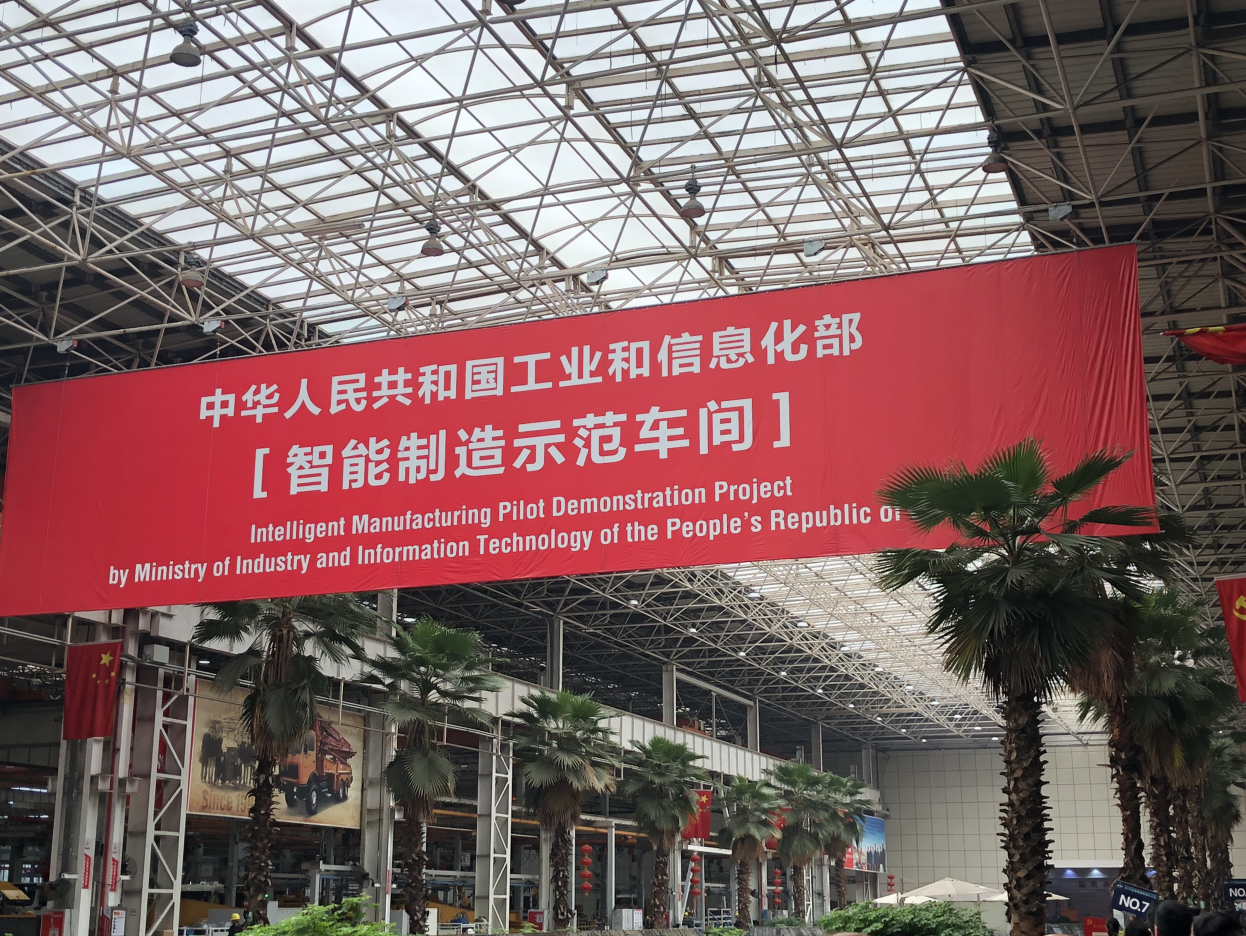 中华人民共和国工业和信息化部
[ 智能制造示范车间 ]
Intelligent Manufacturing Pilot Demonstration Project
by Ministry of Industry and Information Technology of the People's Republic of
Since
NO.7
NO.